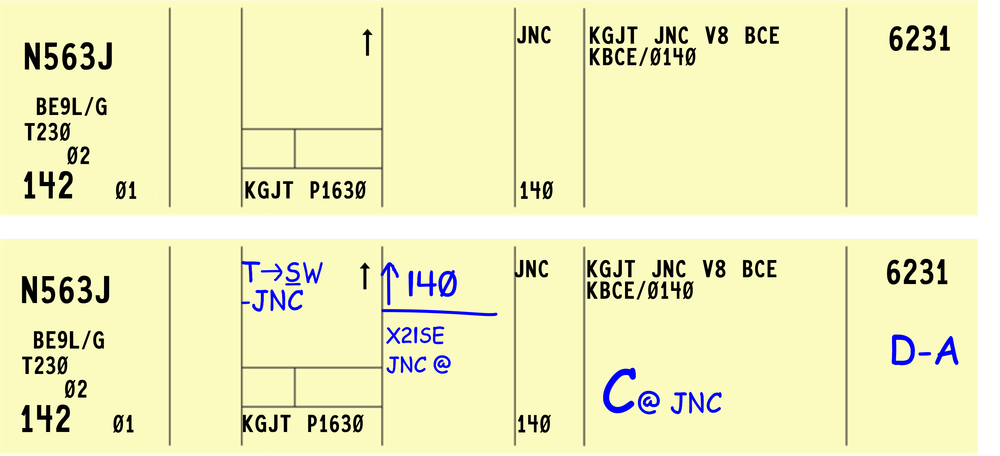 N563J
BE9L/G
T230
Ø2
142 Ø1
↑
KGJT P163Ø
JNC
14Ø
KGJT JNC V8 BCE
KBCE/Ø14Ø
6231
N563J
BE9L/G
T23Ø
Ø2
142 Ø1
T→SW ↑
-JNC
KGJT P163Ø
↑ 14Ø
X21SE
JNC @
JNC
14Ø
KGJT JNC V8 BCE
KBCE/Ø14Ø
C@ JNC
6231
D-A